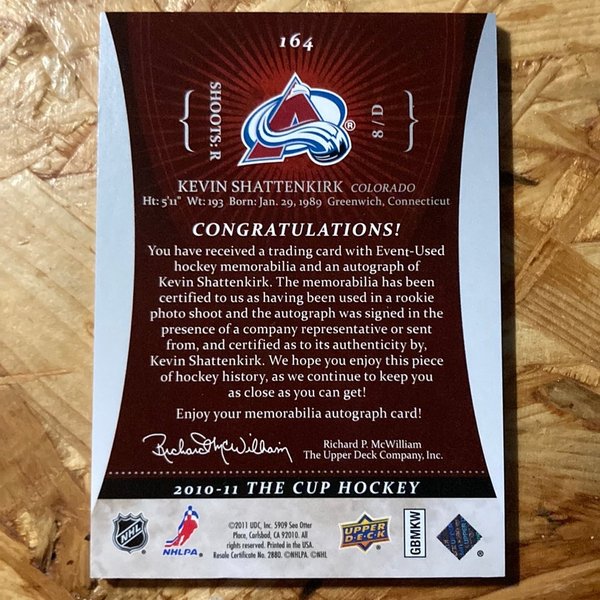 164
SHOOTS: R
8 / D
®
KEVIN SHATTENKIRK COLORADO
Ht: 5'11" Wt: 193 Born: Jan. 29, 1989 Greenwich, Connecticut
CONGRATULATIONS!
You have received a trading card with Event-Used
hockey memorabilia and an autograph of
Kevin Shattenkirk. The memorabilia has been
certified to us as having been used in a rookie
photo shoot and the autograph was signed in the
presence of a company representative or sent
from, and certified as to its authenticity by,
Kevin Shattenkirk. We hope you enjoy this piece
of hockey history, as we continue to keep you
as close as you can get!
Enjoy your memorabilia autograph card!
Richard P. McWilliam
Richard P. McWilliam
The Upper Deck Company, Inc.
2010-11 THE CUP HOCKEY
NHL
NHLPA.
©2011 UDC, Inc. 5909 Sea Otter
Place, Carlsbad, CA 92010. All
rights reserved. Printed in the USA.
Resale Certificate No. 2880. ©NHLPA. ©NHL
UPPER
DECK
GBMKW
®